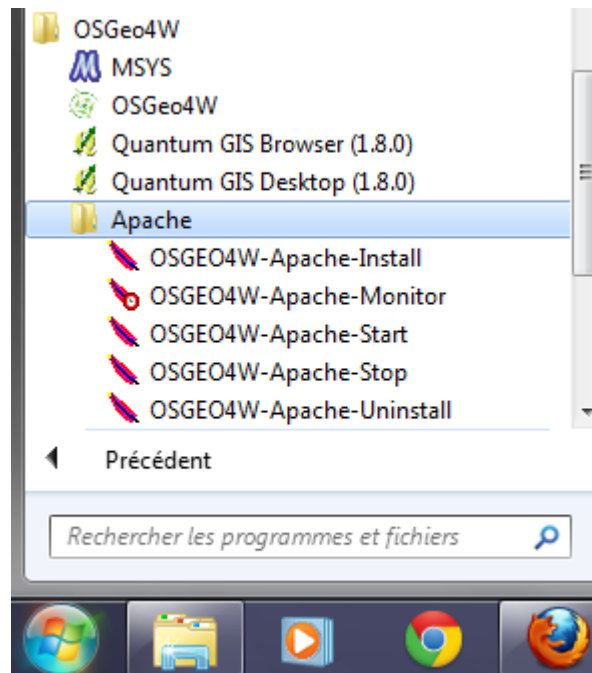 OSGeo4W
MSYS
OSGeo4W
Quantum GIS Browser (1.8.0)
Quantum GIS Desktop (1.8.0)
Apache
OSGEO4W-Apache-Install
OSGEO4W-Apache-Monitor
OSGEO4W-Apache-Start
OSGEO4W-Apache-Stop
OSGEO4W-Apache-Uninstall
Précédent
Rechercher les programmes et fichiers